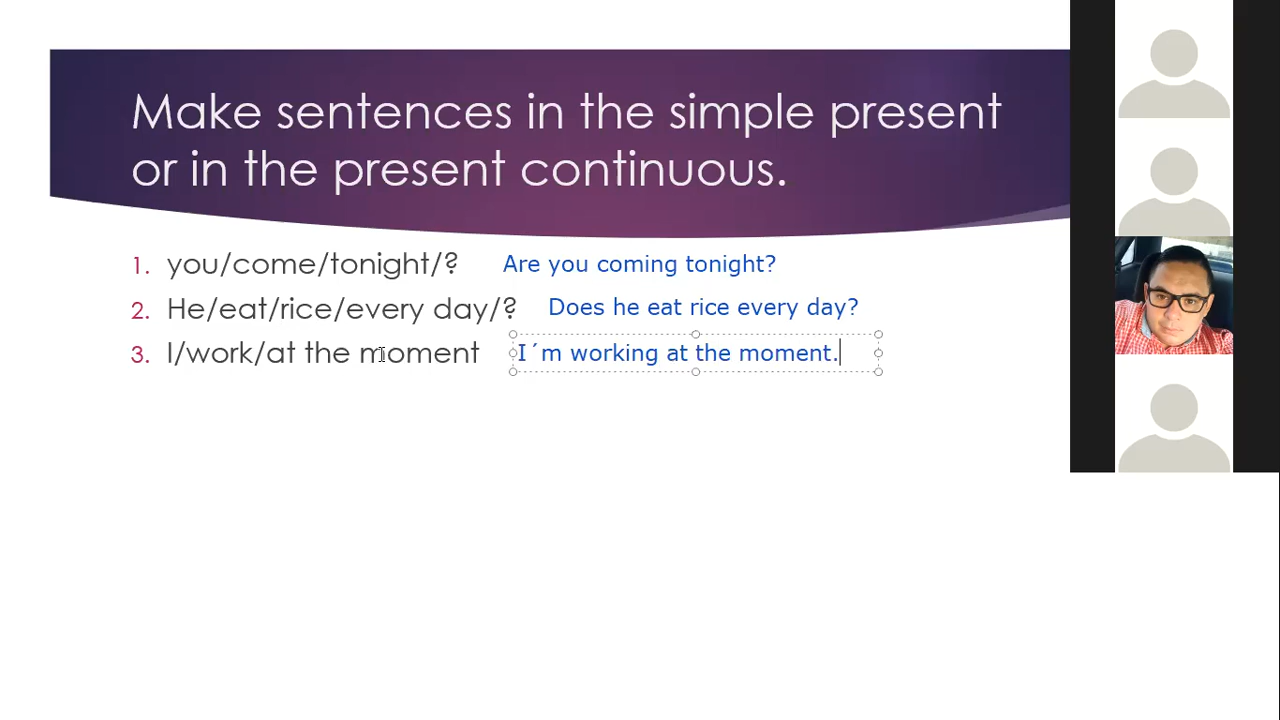 Make sentences in the simple present
or in the present continuous.
1. you/come/tonight/? Are you coming tonight?
2. He/eat/rice/every day/? Does he eat rice every day?
3. I/work/at the moment I´m working at the moment.